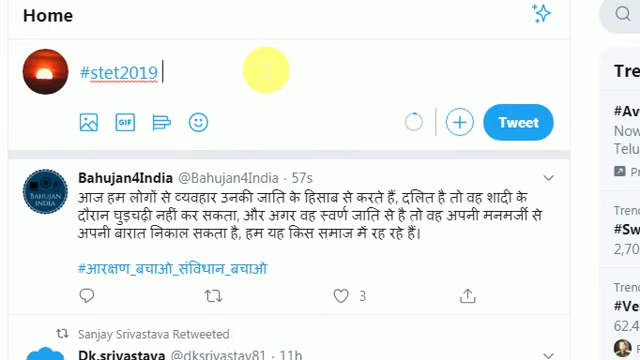 Home
#stet2019
GIF
Tweet
Bahujan4India @Bahujan4India · 57s
आज हम लोगों से व्यवहार उनकी जाति के हिसाब से करते हैं, दलित है तो वह शादी के
दौरान घुड़चढ़ी नहीं कर सकता, और अगर वह स्वर्ण जाति से है तो वह अपनी मनमर्जी से
अपनी बारात निकाल सकता है, हम यह किस समाज में रह रहे हैं।
#आरक्षण_बचाओ_संविधान_बचाओ
3
Sanjay Srivastava Retweeted
Dk.srivastava @dksrivastav81 · 11h
BAHUJAN
INDIA
Tre
#Av
Now
Telu
P
Trend
#Sw
2,70
Trend
#Ve
62.4